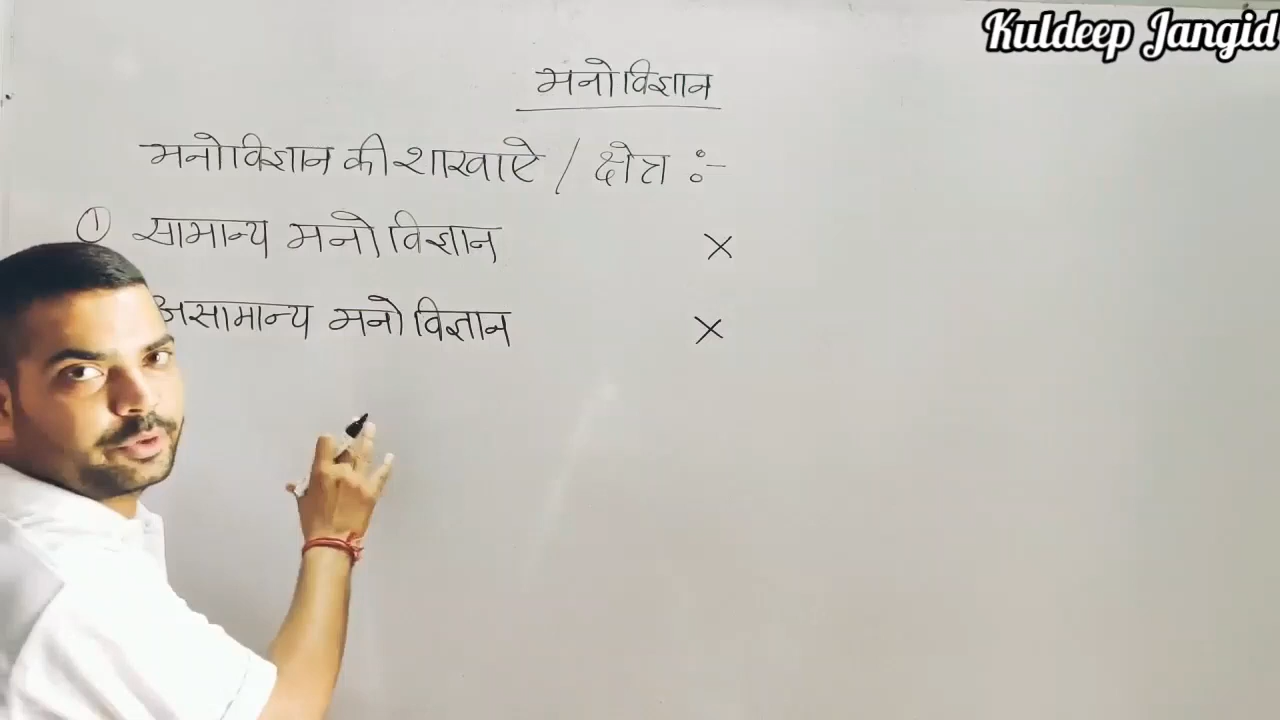 Kuldeep Jangid
मनोविज्ञान
मनोविज्ञान की शाखाऐ / क्षेत्र :-
① सामान्य मनोविज्ञान ×
असामान्य मनोविज्ञान ×